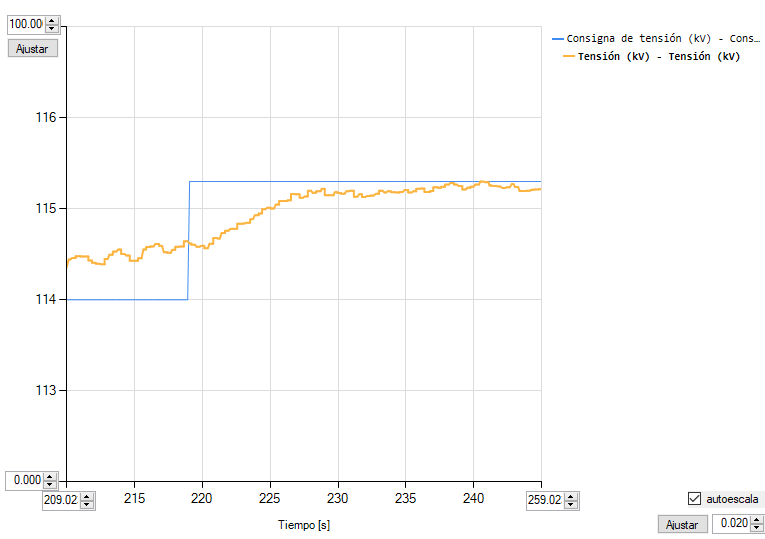 100.00
Ajustar
Consigna de tensión (kV) - Cons…
Tensión (kV) - Tensión (kV)
116
115
114
113
0.000
209.02
215
220
225
230
235
240
259.02
autoescala
Tiempo [s]
Ajustar
0.020